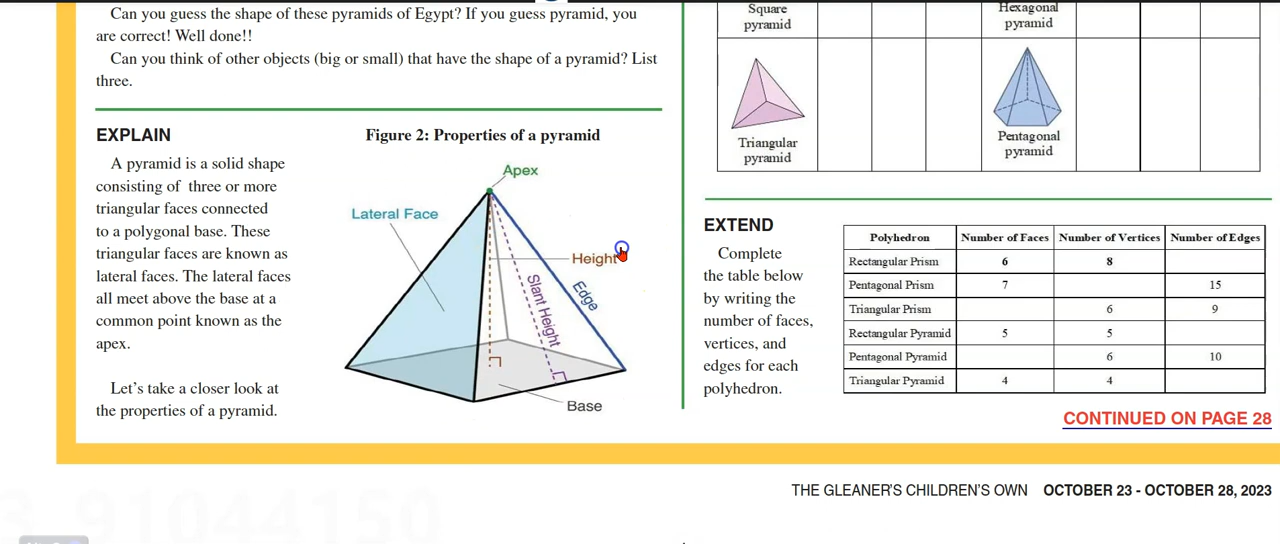 Can you guess the shape of these pyramids of Egypt? If you guess pyramid, you
are correct! Well done!!
Can you think of other objects (big or small) that have the shape of a pyramid? List
three.
EXPLAIN
A pyramid is a solid shape
consisting of three or more
triangular faces connected
to a polygonal base. These
triangular faces are known as
lateral faces. The lateral faces
all meet above the base at a
common point known as the
apex.
Let's take a closer look at
the properties of a pyramid.
Figure 2: Properties of a pyramid
Apex
Lateral Face
Height
Slant Height
Edge
Base
Square
pyramid
Hexagonal
pyramid
Triangular
pyramid
Pentagonal
pyramid
EXTEND
Complete
the table below
by writing the
number of faces,
vertices, and
edges for each
polyhedron.
Polyhedron Number of Faces Number of Vertices Number of Edges
Rectangular Prism 6 8
Pentagonal Prism 7 15
Triangular Prism 6 9
Rectangular Pyramid 5 5
Pentagonal Pyramid 6 10
Triangular Pyramid 4 4
CONTINUED ON PAGE 28
THE GLEANER'S CHILDREN'S OWN OCTOBER 23 - OCTOBER 28, 2023